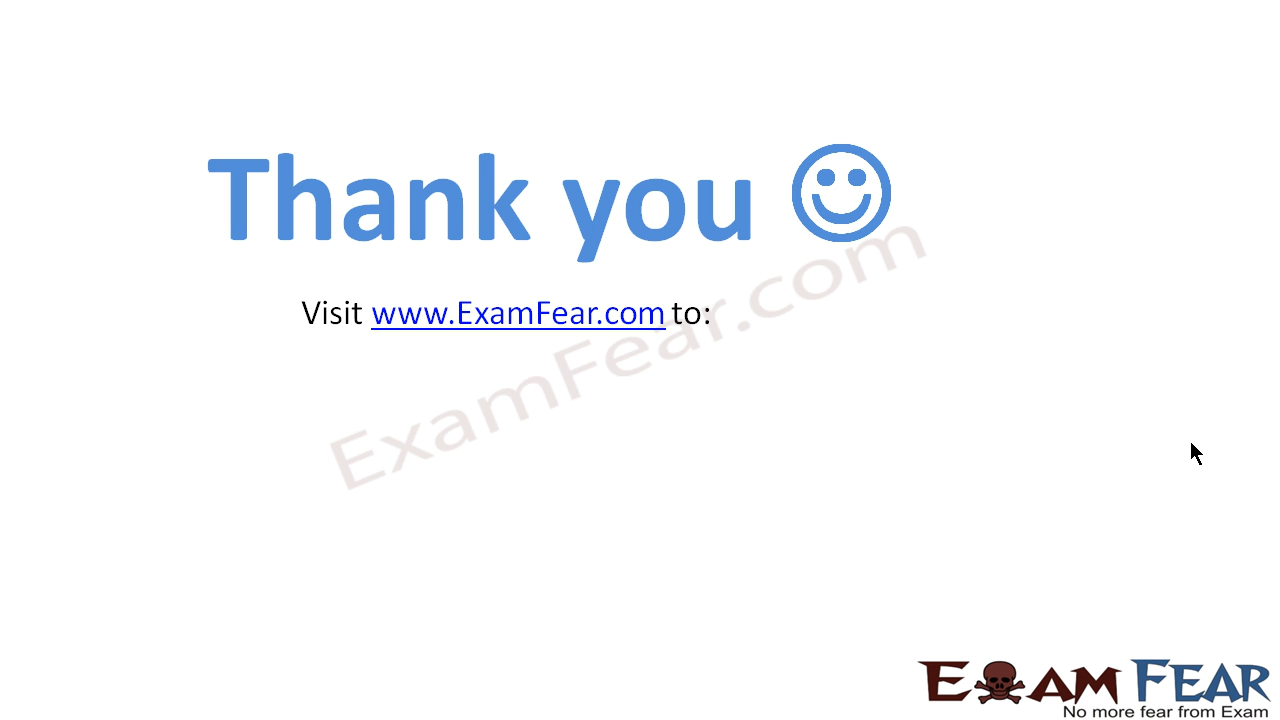 Thank you ☺
Visit www.ExamFear.com to:
ExamFear.com
EXAM FEAR
No more fear from Exam